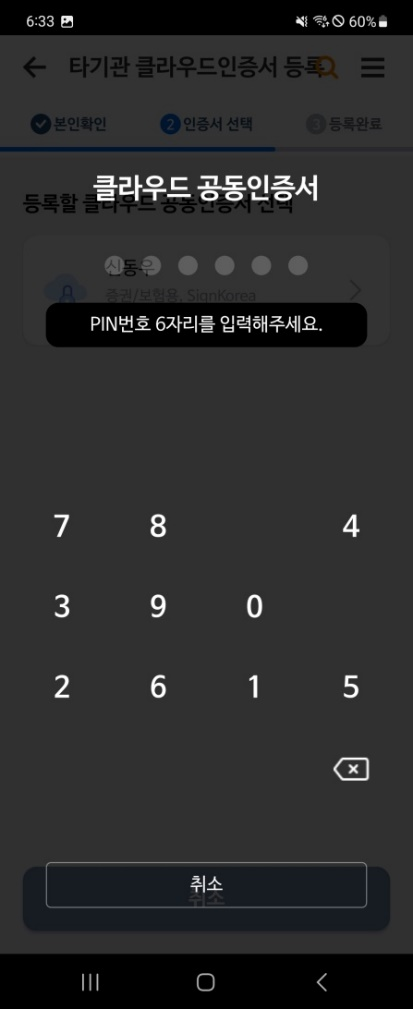 6:33
60%
타기관 클라우드인증서 등록
본인확인
2 인증서 선택
3 등록완료
클라우드 공동인증서
등록할 클라우드 공동인증서 선택
신동우
증권/보험용, SignKorea
PIN번호 6자리를 입력해주세요.
7 8 4
3 9 0
2 6 1 5
취소
취소